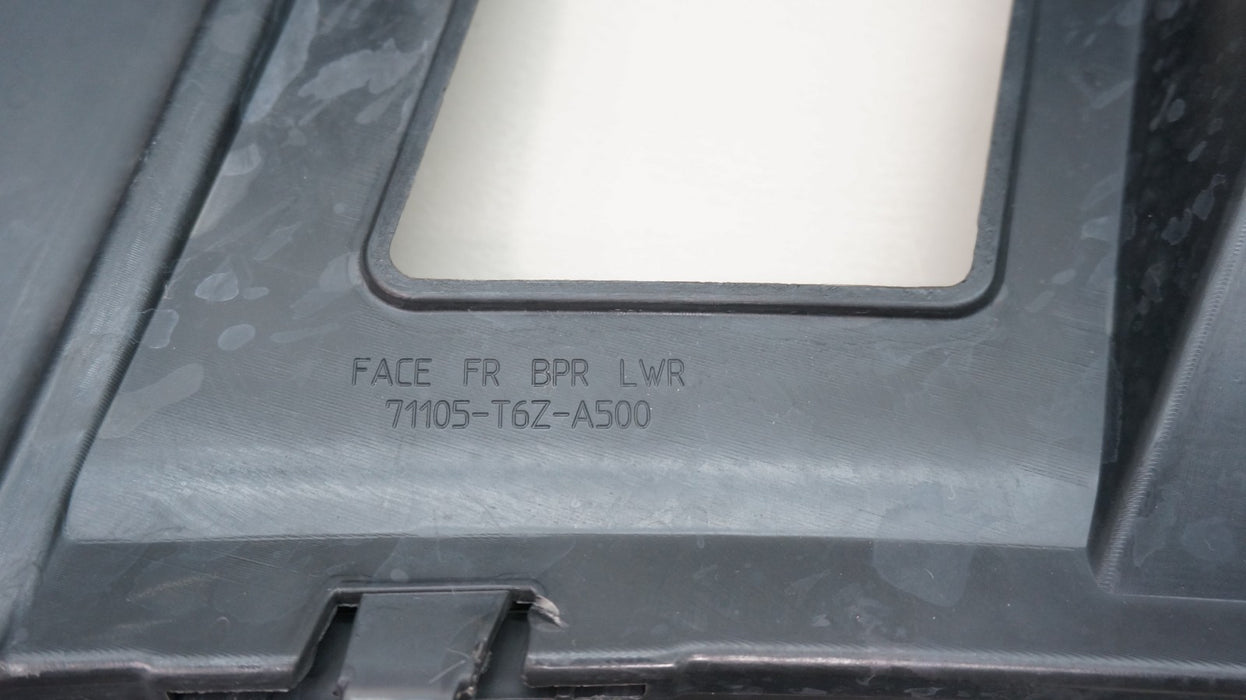 FACE FR BPR LWR
71105-T6Z-A500